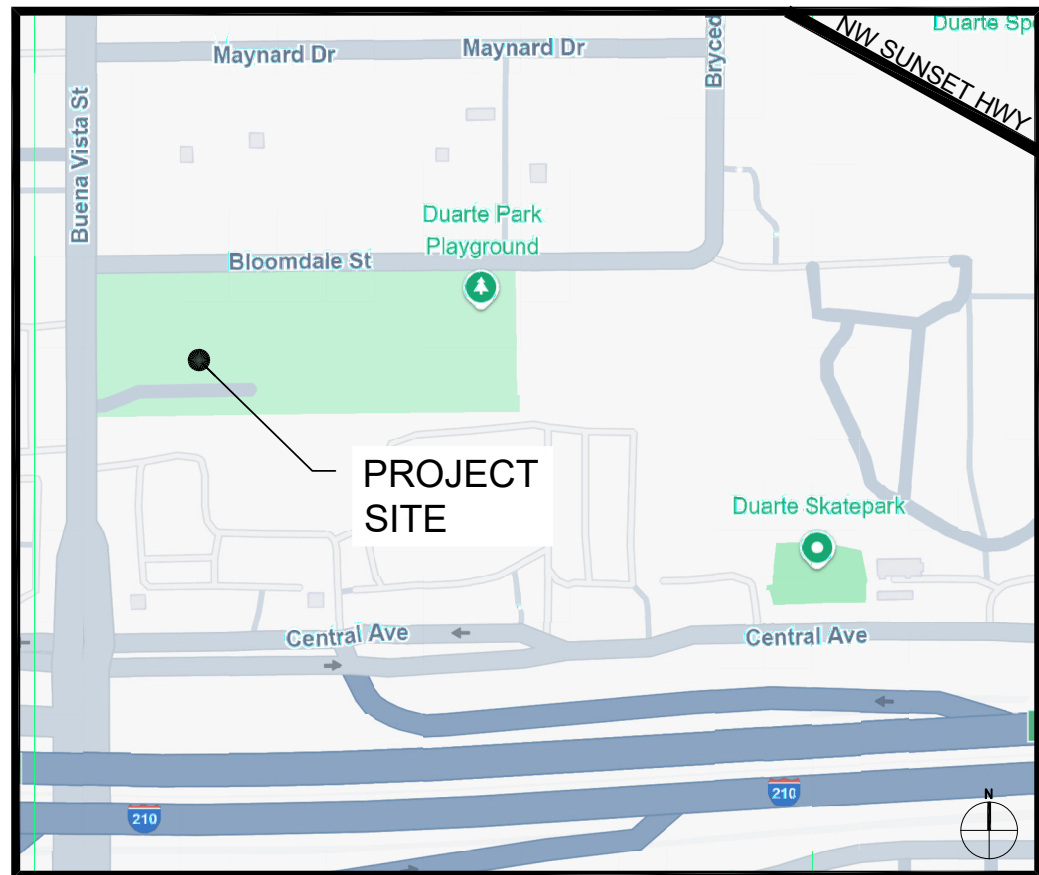 Duarte Sp
NW SUNSET HWY
Maynard Dr
Maynard Dr
Bryced
Buena Vista St
Duarte Park
Playground
Bloomdale St
PROJECT
SITE
Duarte Skatepark
Central Ave
Central Ave
210
210
N